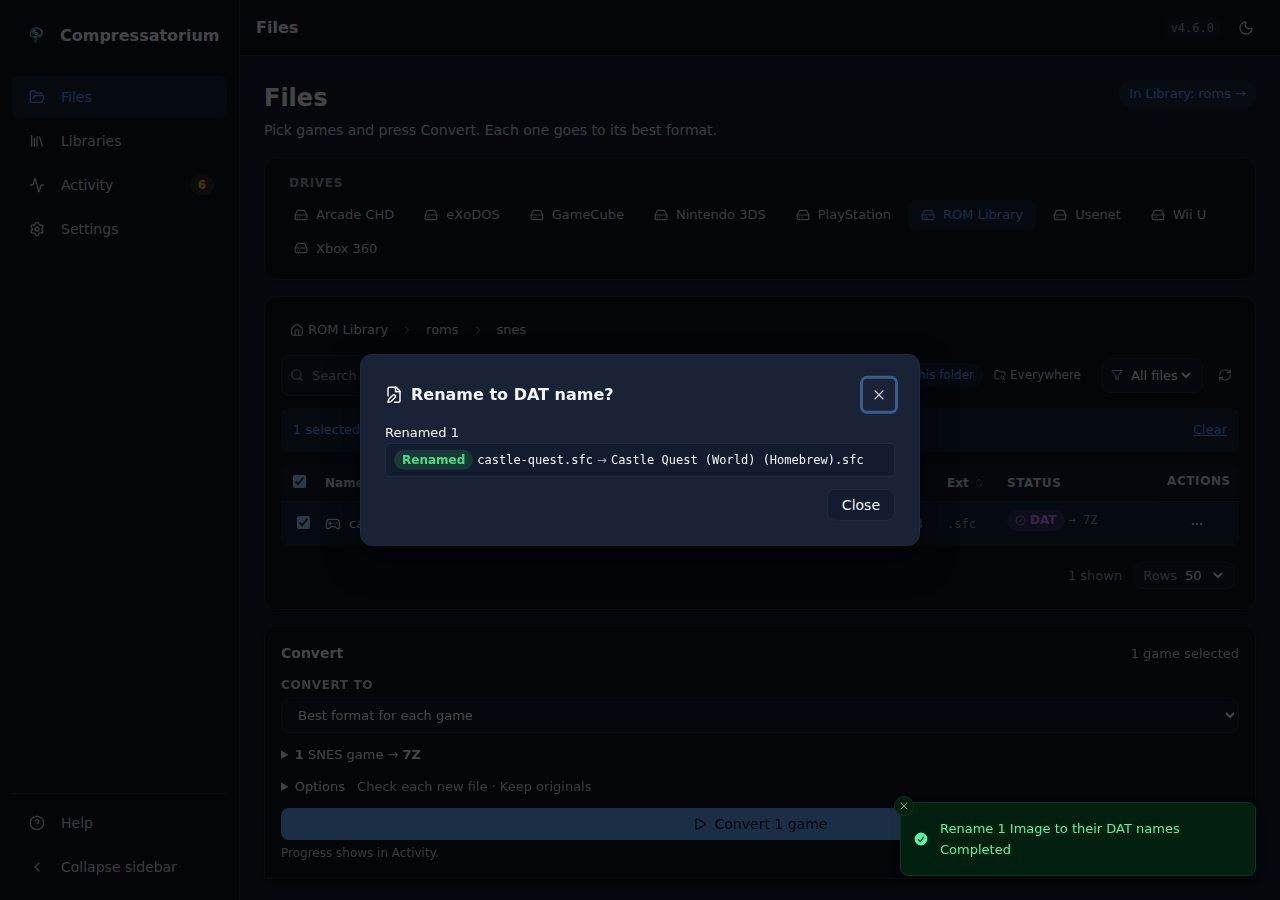 Compressatorium
Files
v4.6.0
Files
Libraries
Activity
6
Settings
Files
In Library: roms →
Pick games and press Convert. Each one goes to its best format.
DRIVES
Arcade CHD
eXoDOS
GameCube
Nintendo 3DS
PlayStation
ROM Library
Usenet
Wii U
Xbox 360
ROM Library
roms
snes
Search
folder
Everywhere
All files
1 selected
Clear
Name
Ext
STATUS
ACTIONS
.sfc
DAT → 7Z
1 shown
Rows 50
Rename to DAT name?
Renamed 1
Renamed castle-quest.sfc → Castle Quest (World) (Homebrew).sfc
Close
Convert
1 game selected
CONVERT TO
Best format for each game
1 SNES game → 7Z
Options Check each new file · Keep originals
Convert 1 game
Progress shows in Activity.
Rename 1 Image to their DAT names
Completed
Help
Collapse sidebar